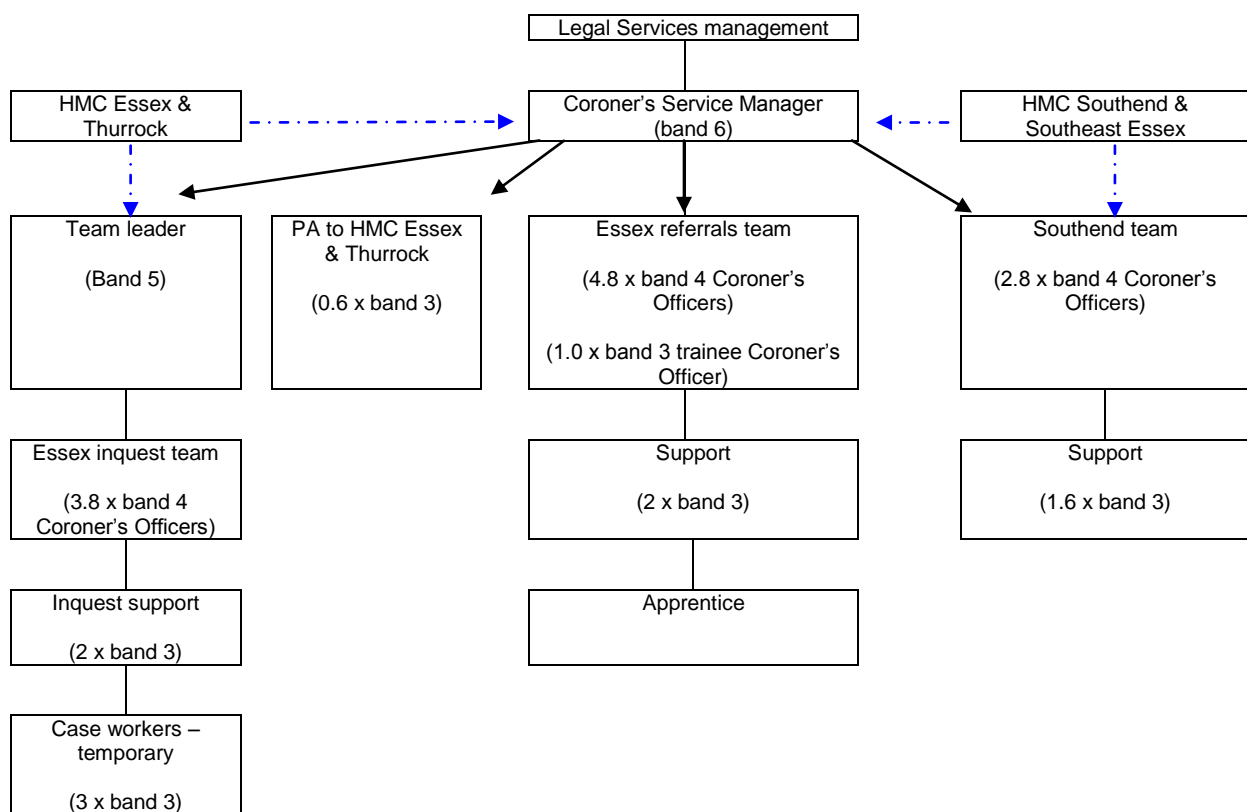 Legal Services management
HMC Essex &
Thurrock
Coroner's Service Manager
(band 6)
HMC Southend &
Southeast Essex
Team leader
(Band 5)
PA to HMC Essex
& Thurrock
(0.6 x band 3)
Essex referrals team
(4.8 x band 4 Coroner's
Officers)
(1.0 x band 3 trainee Coroner's
Officer)
Southend team
(2.8 x band 4 Coroner's
Officers)
Essex inquest team
(3.8 x band 4
Coroner's Officers)
Support
(2 x band 3)
Support
(1.6 x band 3)
Inquest support
(2 x band 3)
Apprentice
Case workers –
temporary
(3 x band 3)